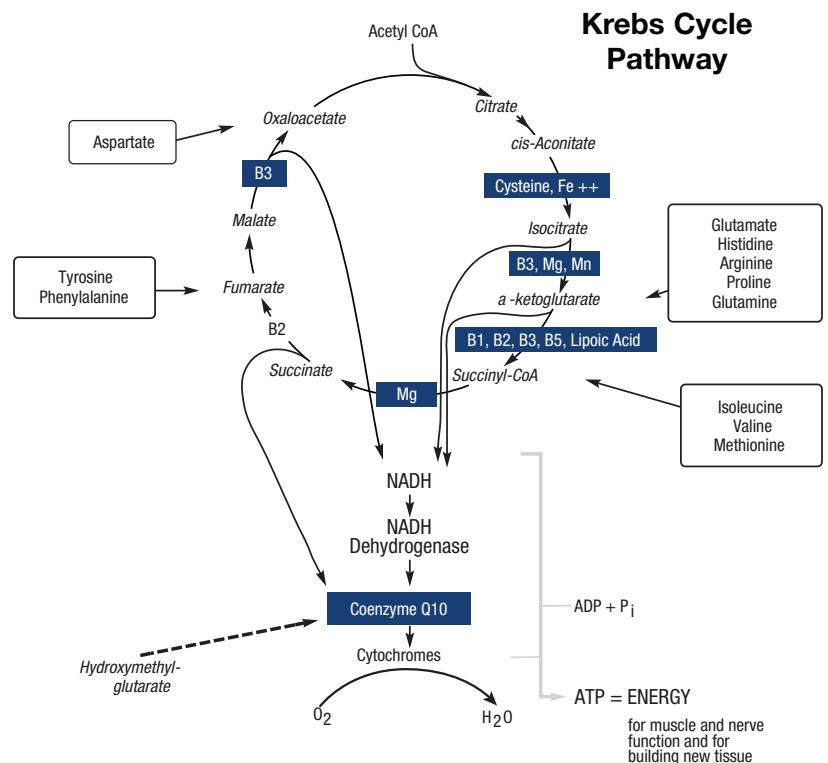 Krebs Cycle
Pathway
Acetyl CoA
Citrate
Oxaloacetate
cis-Aconitate
Aspartate
B3
Cysteine, Fe ++
Malate
Isocitrate
Glutamate
Histidine
Arginine
Proline
Glutamine
B3, Mg, Mn
Tyrosine
Phenylalanine
Fumarate
a -ketoglutarate
B2
B1, B2, B3, B5, Lipoic Acid
Succinate
Succinyl-CoA
Mg
Isoleucine
Valine
Methionine
NADH
NADH
Dehydrogenase
Coenzyme Q10
ADP + Pi
Cytochromes
Hydroxymethyl-
glutarate
O2
H2O
ATP = ENERGY
for muscle and nerve
function and for
building new tissue